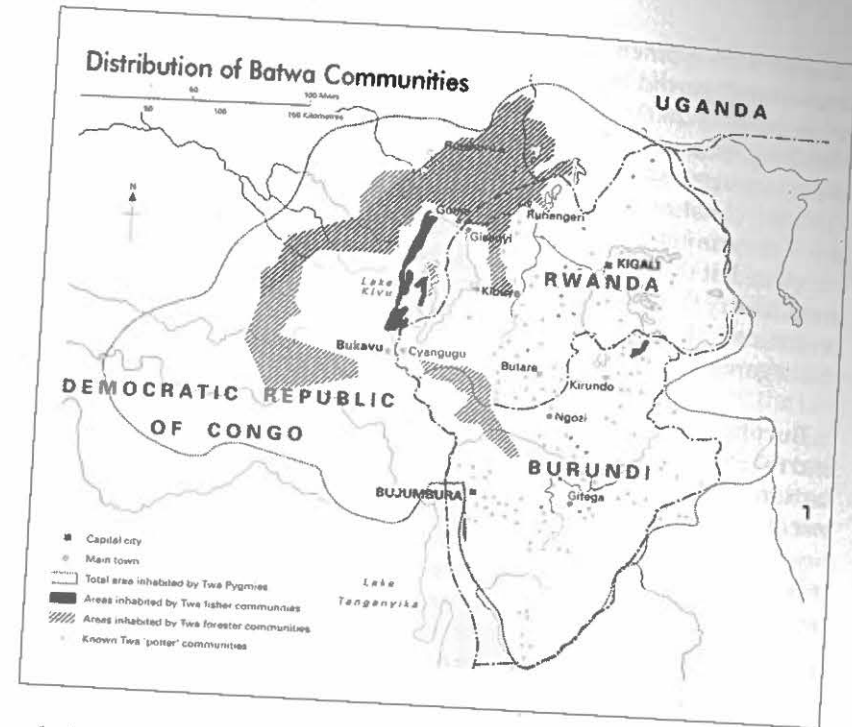 Distribution of Batwa Communities
50 100 Miles
50 100 150 Kilometres
N
UGANDA
Rutshuru
Goma
Ruhengeri
Gisenyi
KIGALI
RWANDA
Lake
Kivu
Kibuye
Bukavu
Cyangugu
Butare
Kirundo
DEMOCRATIC REPUBLIC
OF CONGO
Ngozi
BURUNDI
BUJUMBURA
Gitega
1
Capital city
Main town
Total area inhabited by Twa Pygmies
Areas inhabited by Twa fisher communities
Areas inhabited by Twa forester communities
Known Twa 'potter' communities
Lake
Tanganyika